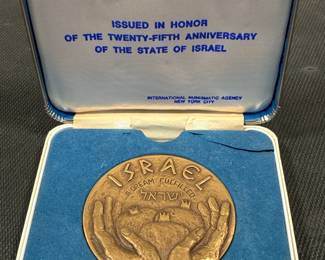 ISSUED IN HONOR
OF THE TWENTY-FIFTH ANNIVERSARY
OF THE STATE OF ISRAEL
INTERNATIONAL NUMISMATIC AGENCY
NEW YORK CITY
ISRAEL
A DREAM FULFILLED
ישראל